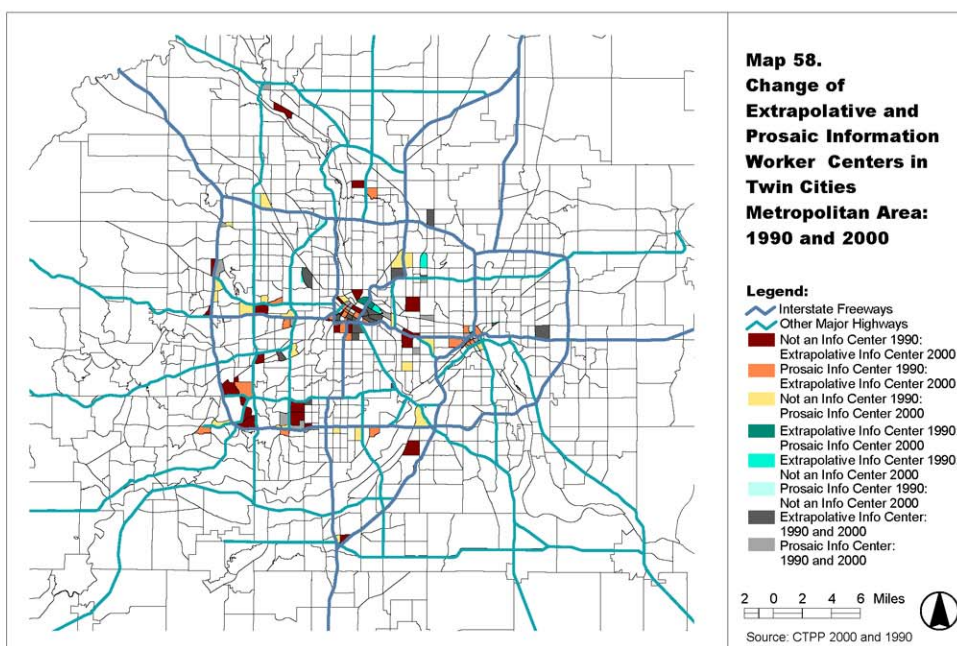 Map 58.
Change of
Extrapolative and
Prosaic Information
Worker Centers in
Twin Cities
Metropolitan Area:
1990 and 2000
Legend:
Interstate Freeways
Other Major Highways
Not an Info Center 1990:
Extrapolative Info Center 2000
Prosaic Info Center 1990:
Extrapolative Info Center 2000
Not an Info Center 1990:
Prosaic Info Center 2000
Extrapolative Info Center 1990
Prosaic Info Center 2000
Extrapolative Info Center 1990
Not an Info Center 2000
Prosaic Info Center 1990:
Not an Info Center 2000
Extrapolative Info Center:
1990 and 2000
Prosaic Info Center:
1990 and 2000
2 0 2 4 6 Miles
Source: CTPP 2000 and 1990